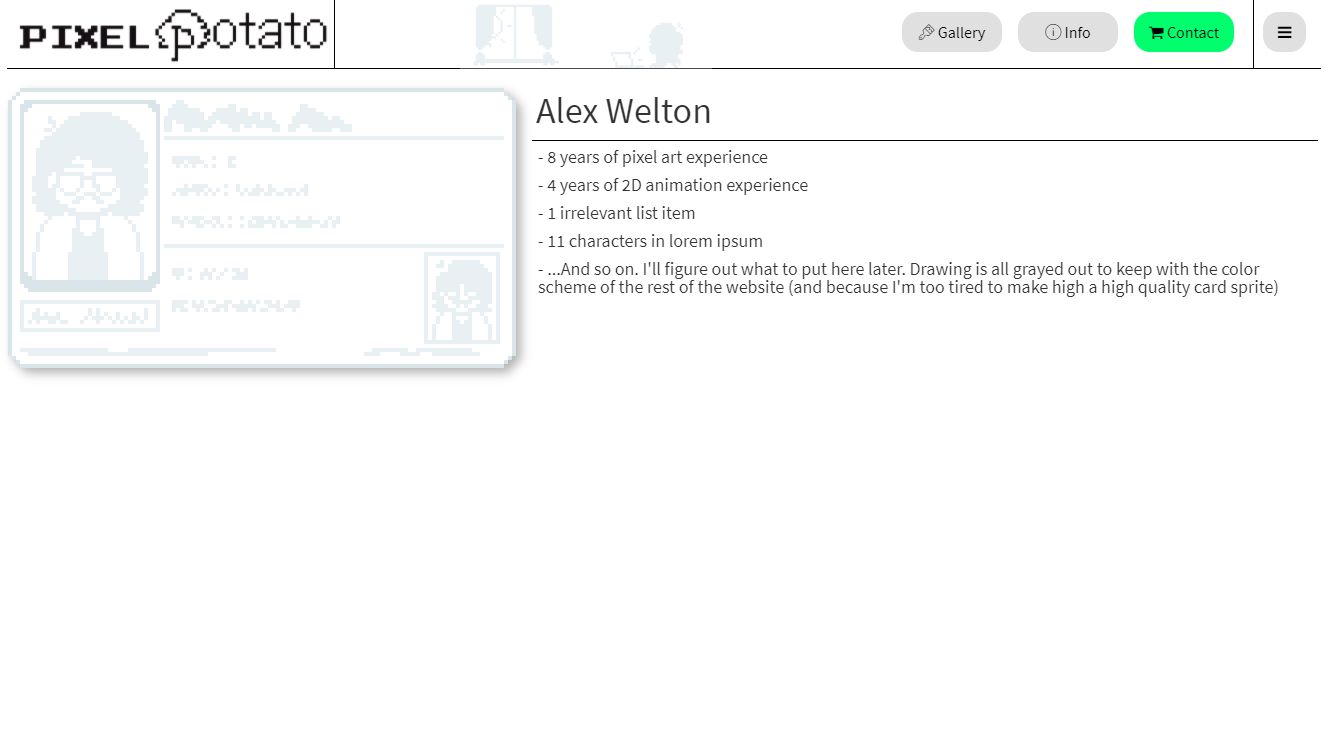 PIXEL potato
Gallery
Info
Contact
Alex Welton
- 8 years of pixel art experience
- 4 years of 2D animation experience
- 1 irrelevant list item
- 11 characters in lorem ipsum
- ...And so on. I'll figure out what to put here later. Drawing is all grayed out to keep with the color
scheme of the rest of the website (and because I'm too tired to make high a high quality card sprite)